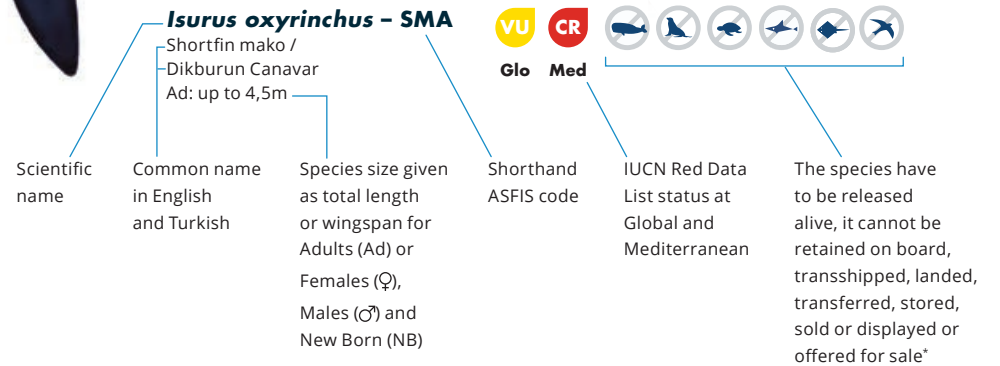 Isurus oxyrinchus – SMA
Shortfin mako /
Dikburun Canavar
Ad: up to 4,5m
VU
CR
Glo
Med
Scientific
name
Common name
in English
and Turkish
Species size given
as total length
or wingspan for
Adults (Ad) or
Females (♀),
Males (♂) and
New Born (NB)
Shorthand
ASFIS code
IUCN Red Data
List status at
Global and
Mediterranean
The species have
to be released
alive, it cannot be
retained on board,
transshipped, landed,
transferred, stored,
sold or displayed or
offered for sale*